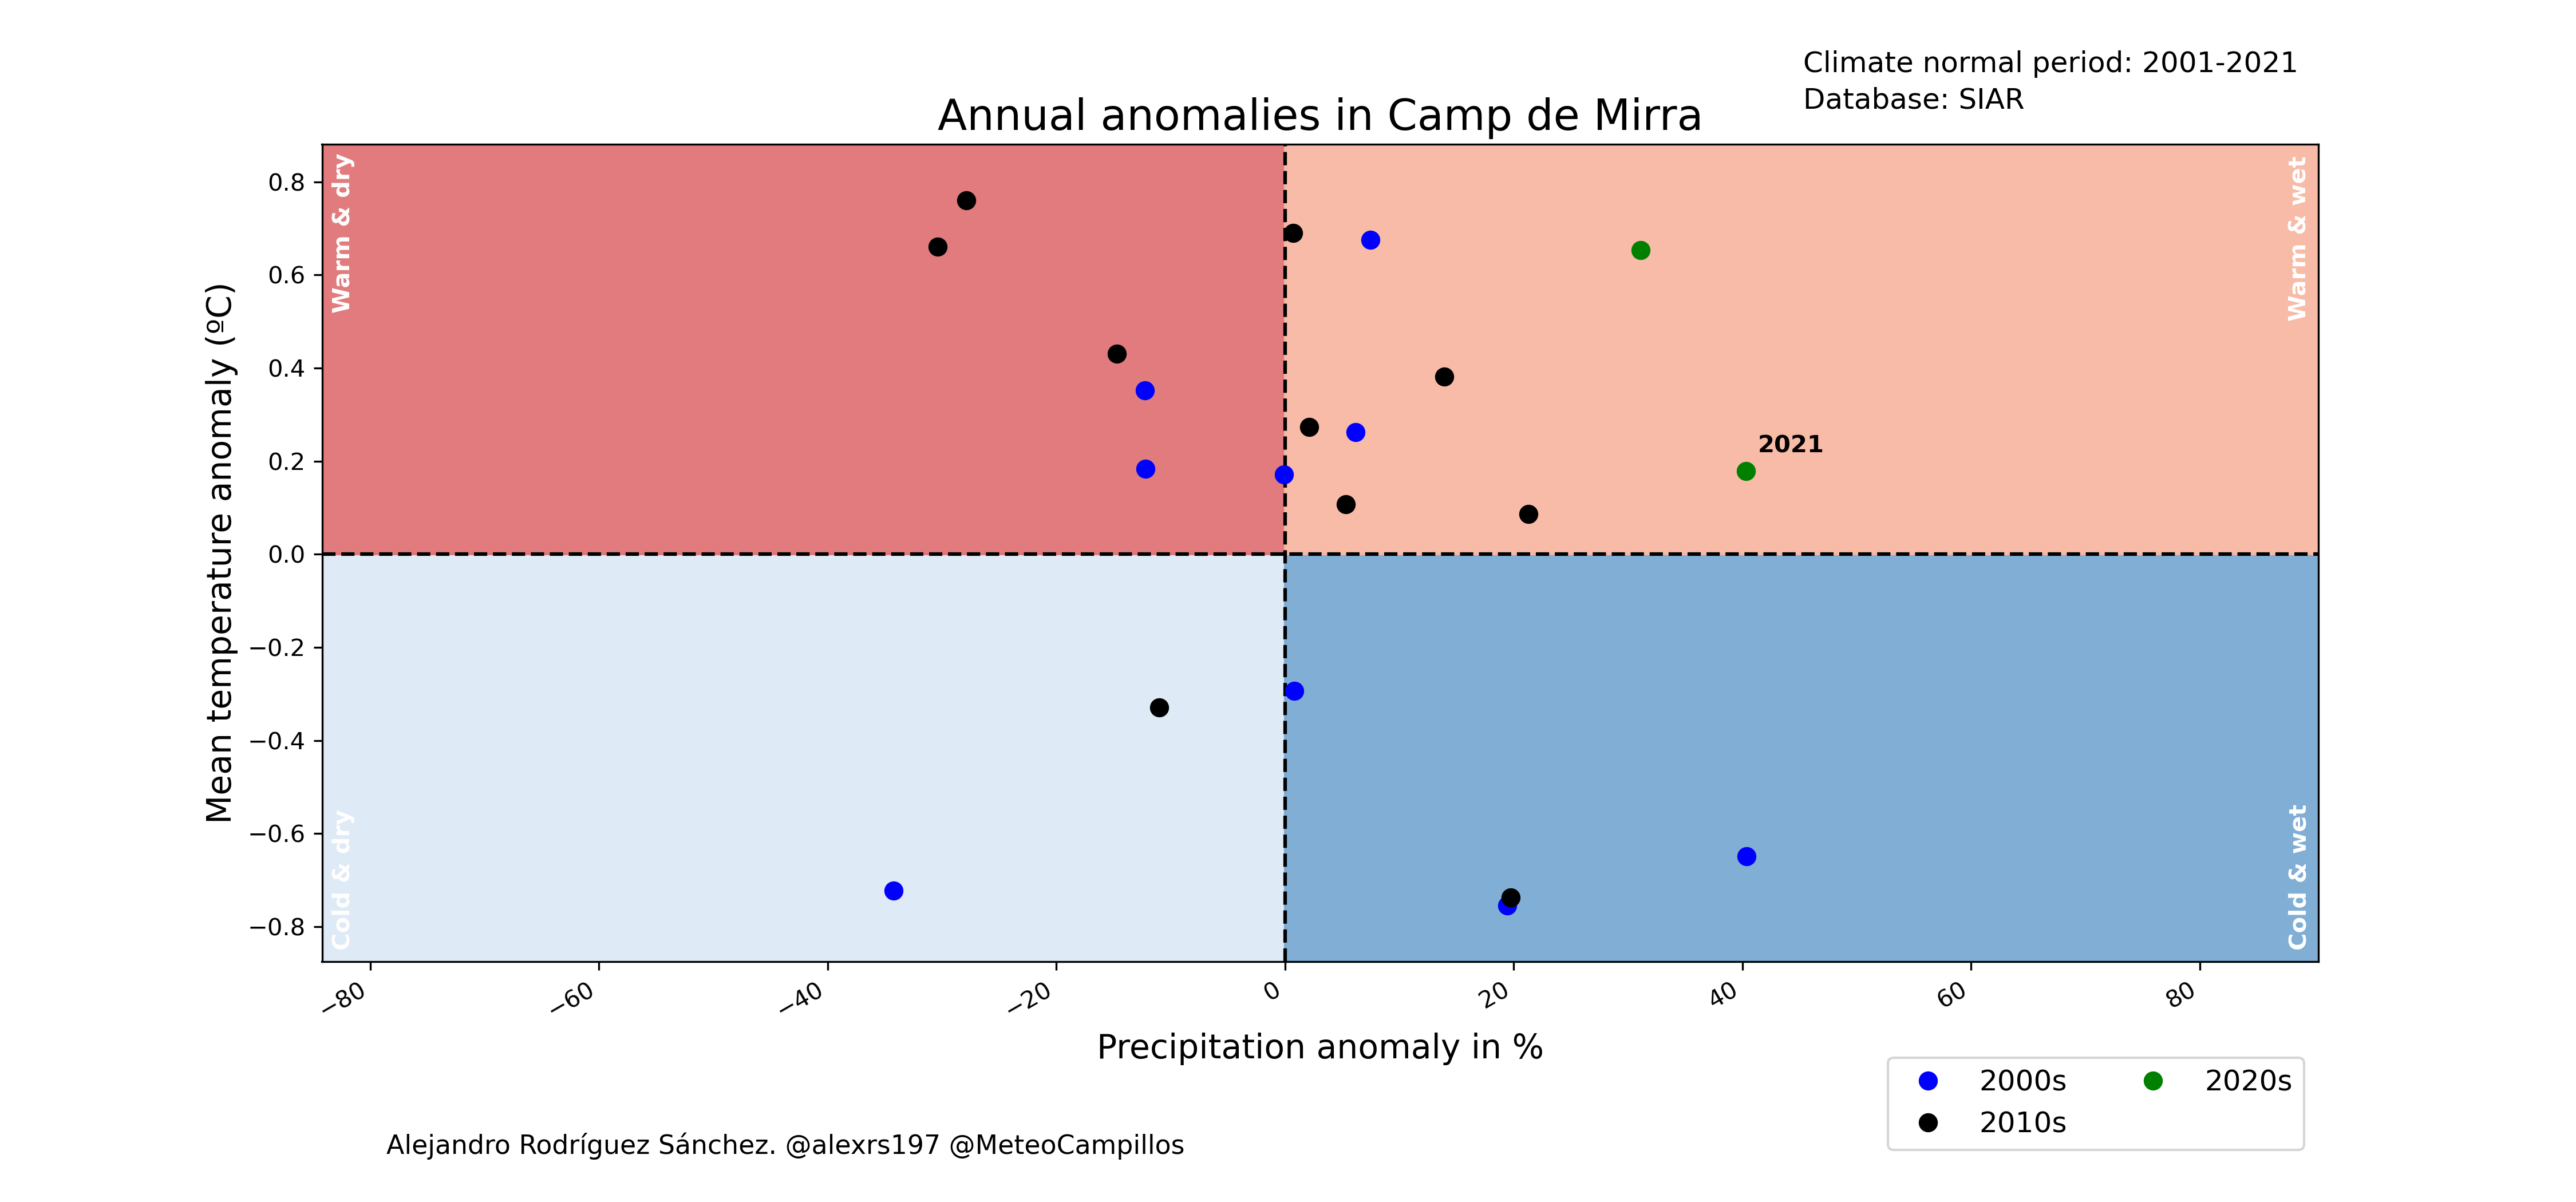 Climate normal period: 2001-2021
Database: SIAR
Annual anomalies in Camp de Mirra
Warm & dry
Warm & wet
Mean temperature anomaly (ºC)
0.8
0.6
0.4
0.2
0.0
−0.2
−0.4
−0.6
−0.8
2021
Cold & dry
Cold & wet
−80
−60
−40
−20
0
20
40
60
80
Precipitation anomaly in %
2000s
2010s
2020s
Alejandro Rodríguez Sánchez. @alexrs197 @MeteoCampillos